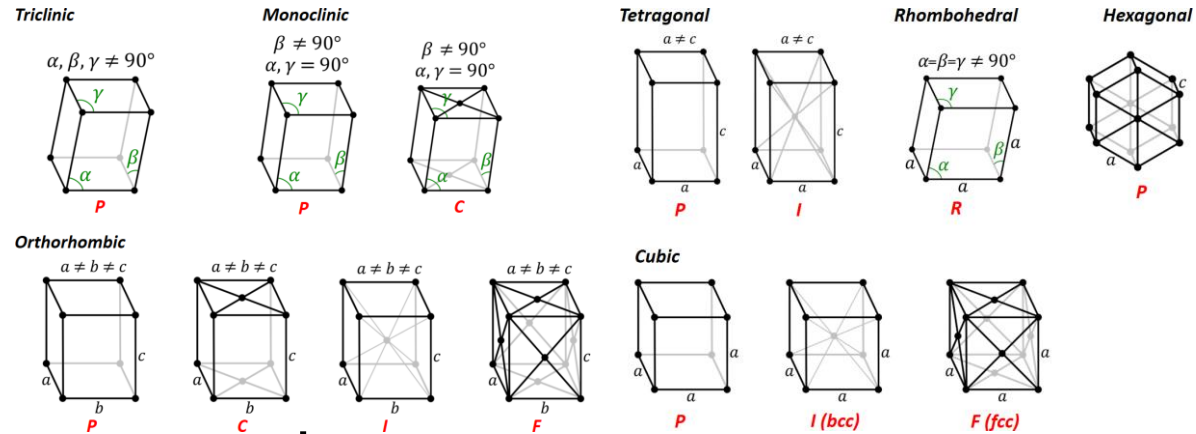 Triclinic
Monoclinic
Tetragonal
Rhombohedral
Hexagonal
α, β, γ ≠ 90°
γ
α
β
P
β ≠ 90°
α, γ = 90°
γ
α
β
P
β ≠ 90°
α, γ = 90°
γ
α
β
C
a ≠ c
c
a
a
P
a ≠ c
c
a
a
I
α=β=γ ≠ 90°
γ
a
α
β
a
a
R
c
a
P
Orthorhombic
Cubic
a ≠ b ≠ c
c
a
b
P
a ≠ b ≠ c
c
a
b
C
a ≠ b ≠ c
c
a
b
I
a ≠ b ≠ c
c
a
b
F
a
a
a
P
a
a
a
I (bcc)
a
a
a
F (fcc)